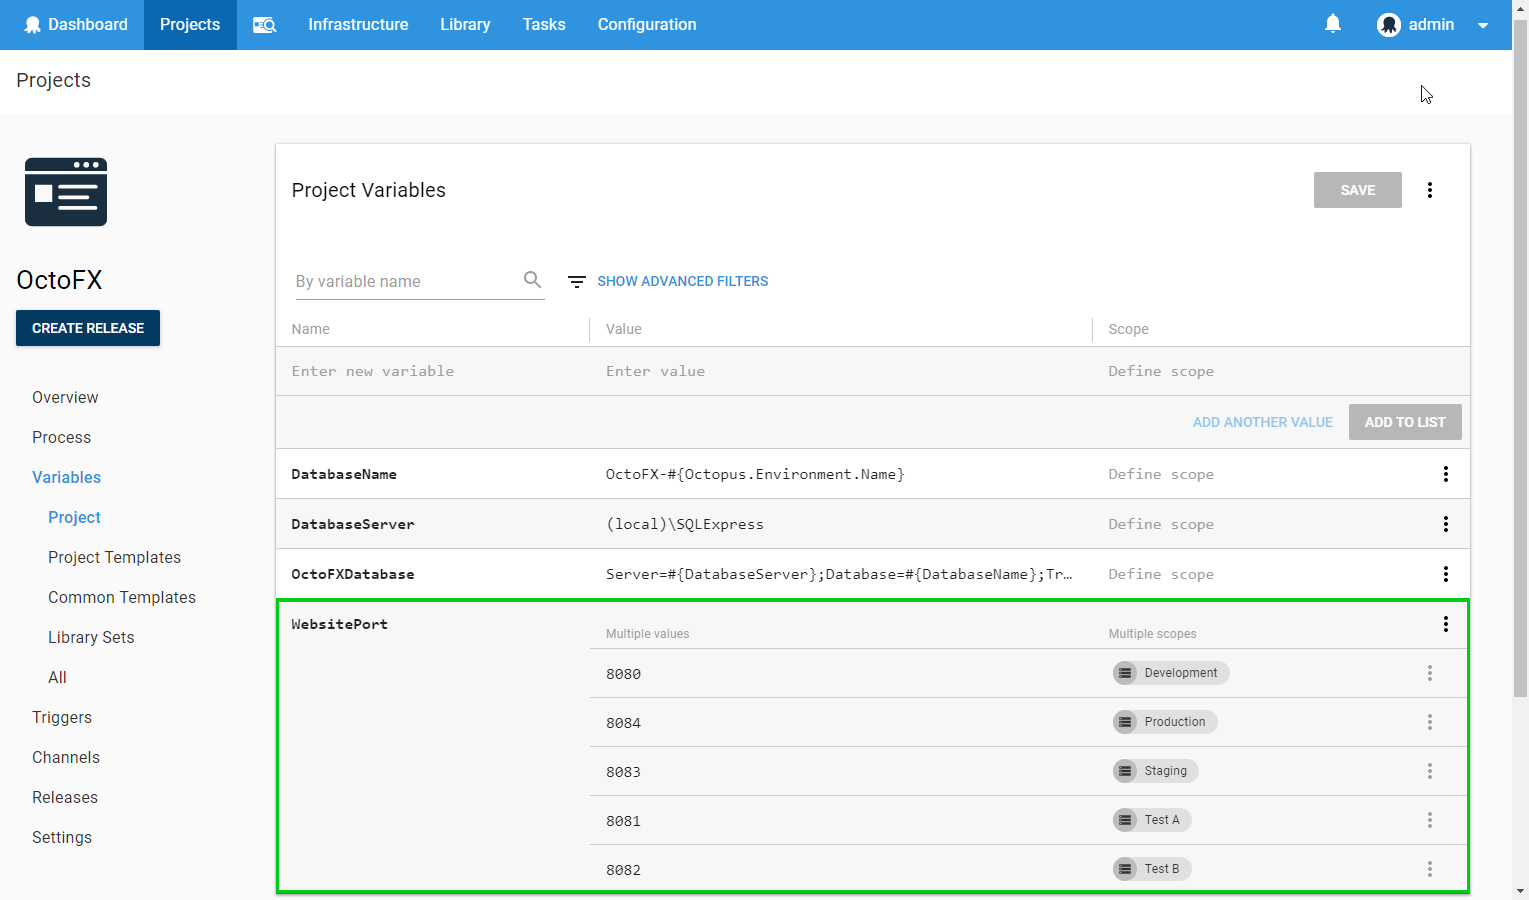 Dashboard Projects Infrastructure Library Tasks Configuration admin
Projects
OctoFX
CREATE RELEASE
Overview
Process
Variables
Project
Project Templates
Common Templates
Library Sets
All
Triggers
Channels
Releases
Settings
Project Variables SAVE
By variable name SHOW ADVANCED FILTERS
Name Value Scope
Enter new variable Enter value Define scope
ADD ANOTHER VALUE ADD TO LIST
DatabaseName OctoFX-#{Octopus.Environment.Name} Define scope
DatabaseServer (local)\SQLExpress Define scope
OctoFXDatabase Server=#{DatabaseServer};Database=#{DatabaseName};Tr… Define scope
WebsitePort Multiple values Multiple scopes
8080 Development
8084 Production
8083 Staging
8081 Test A
8082 Test B